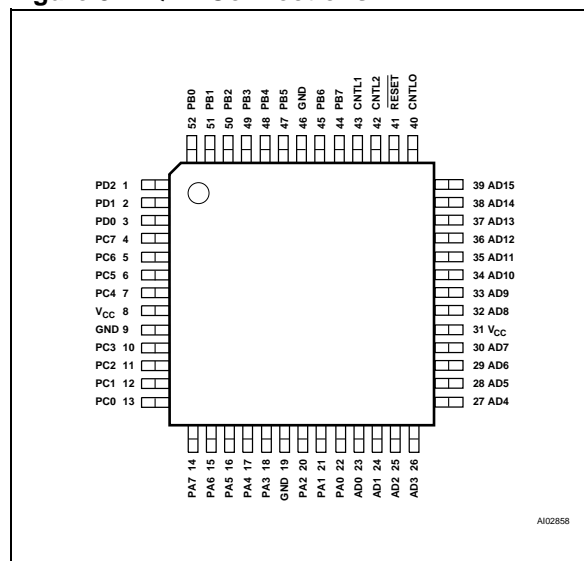 52 PB0
51 PB1
50 PB2
49 PB3
48 PB4
47 PB5
46 GND
45 PB6
44 PB7
43 CNTL1
42 CNTL2
41 RESET
40 CNTL0
PD2 1
PD1 2
PD0 3
PC7 4
PC6 5
PC5 6
PC4 7
VCC 8
GND 9
PC3 10
PC2 11
PC1 12
PC0 13
39 AD15
38 AD14
37 AD13
36 AD12
35 AD11
34 AD10
33 AD9
32 AD8
31 VCC
30 AD7
29 AD6
28 AD5
27 AD4
PA7 14
PA6 15
PA5 16
PA4 17
PA3 18
GND 19
PA2 20
PA1 21
PA0 22
AD0 23
AD1 24
AD2 25
AD3 26
AI02858